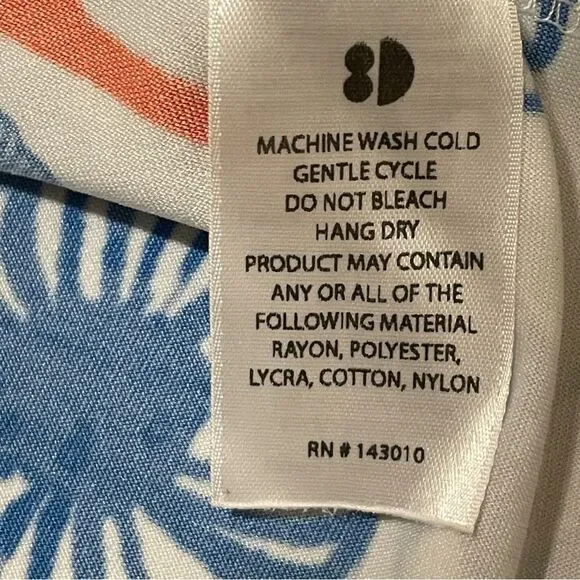 8D
MACHINE WASH COLD
GENTLE CYCLE
DO NOT BLEACH
HANG DRY
PRODUCT MAY CONTAIN
ANY OR ALL OF THE
FOLLOWING MATERIAL
RAYON, POLYESTER,
LYCRA, COTTON, NYLON
RN # 143010